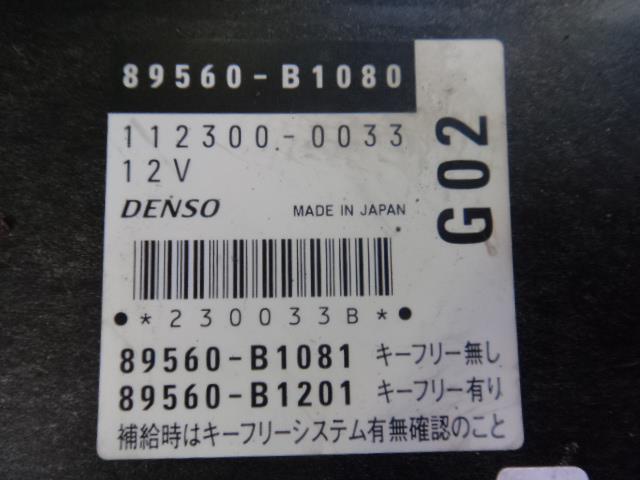 89560-B1080
112300-0033
12V
DENSO MADE IN JAPAN
G02
*230033B*
89560-B1081 キーフリー無し
89560-B1201 キーフリー有り
補給時はキーフリーシステム有無確認のこと